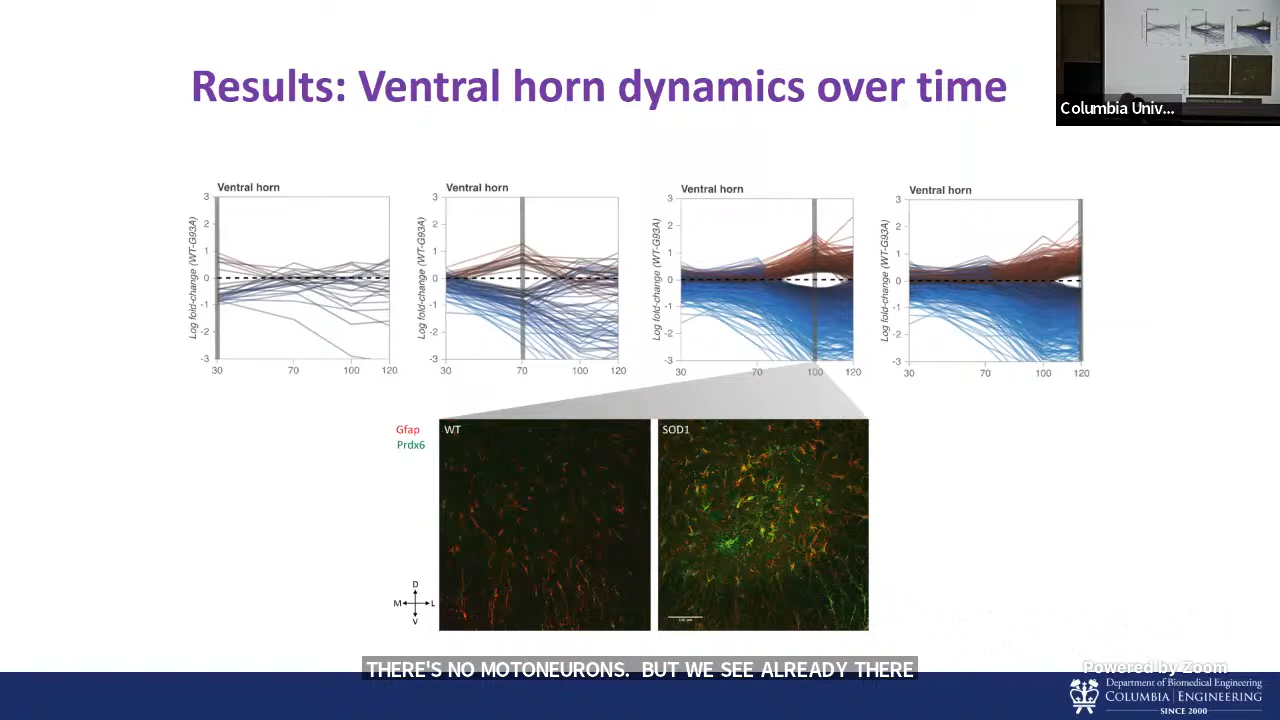 Results: Ventral horn dynamics over time
Columbia Univ...
Ventral horn
Ventral horn
Ventral horn
Ventral horn
Log fold-change (WT-G93A)
3
2
1
0
-1
-2
-3
30
70
100
120
Log fold-change (WT-G93A)
3
2
1
0
-1
-2
-3
30
70
100
120
Log fold-change (WT-G93A)
3
2
1
0
-1
-2
-3
30
70
100
120
Log fold-change (WT-G93A)
3
2
1
0
-1
-2
-3
30
70
100
120
Gfap
Prdx6
WT
SOD1
D
M
L
V
THERE'S NO MOTONEURONS. BUT WE SEE ALREADY THERE
Powered by Zoom
Department of Biomedical Engineering
COLUMBIA | ENGINEERING
SINCE 2000